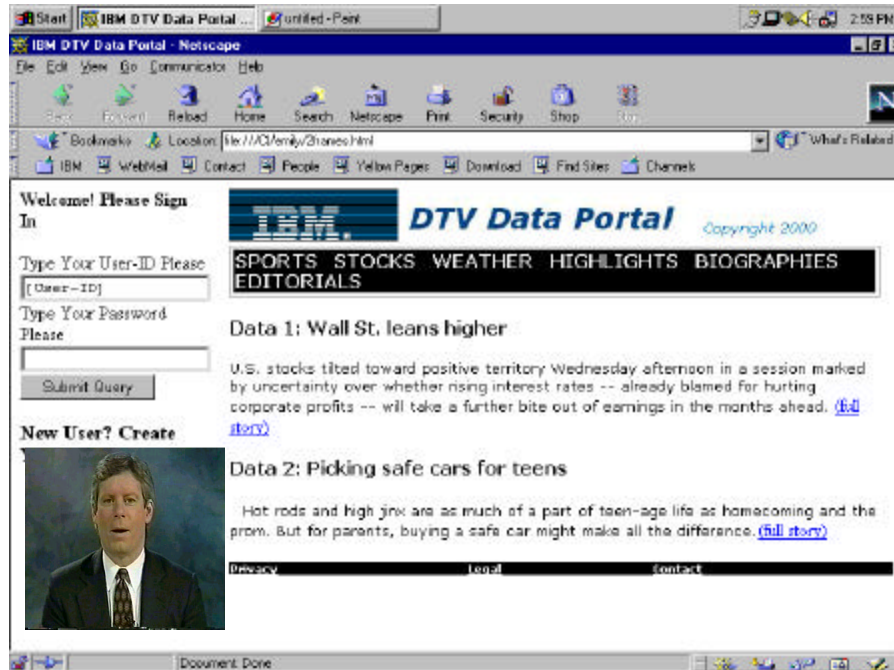 Start IBM DTV Data Portal ... untitled - Paint 2:59 PM
IBM DTV Data Portal - Netscape
File Edit View Go Communicator Help
Back Forward Reload Home Search Netscape Print Security Shop Stop
Bookmarks Location: file:///C|/emily/2frames.html What's Related
IBM WebMail Contact People Yellow Pages Download Find Sites Channels
Welcome! Please Sign
In
Type Your User-ID Please
[User-ID]
Type Your Password
Please
Submit Query
New User? Create
IBM. DTV Data Portal Copyright 2000
SPORTS STOCKS WEATHER HIGHLIGHTS BIOGRAPHIES
EDITORIALS
Data 1: Wall St. leans higher
U.S. stocks tilted toward positive territory Wednesday afternoon in a session marked
by uncertainty over whether rising interest rates -- already blamed for hurting
corporate profits -- will take a further bite out of earnings in the months ahead. (full
story)
Data 2: Picking safe cars for teens
Hot rods and high jinx are as much of a part of teen-age life as homecoming and the
prom. But for parents, buying a safe car might make all the difference. (full story)
Privacy Legal Contact
Document: Done